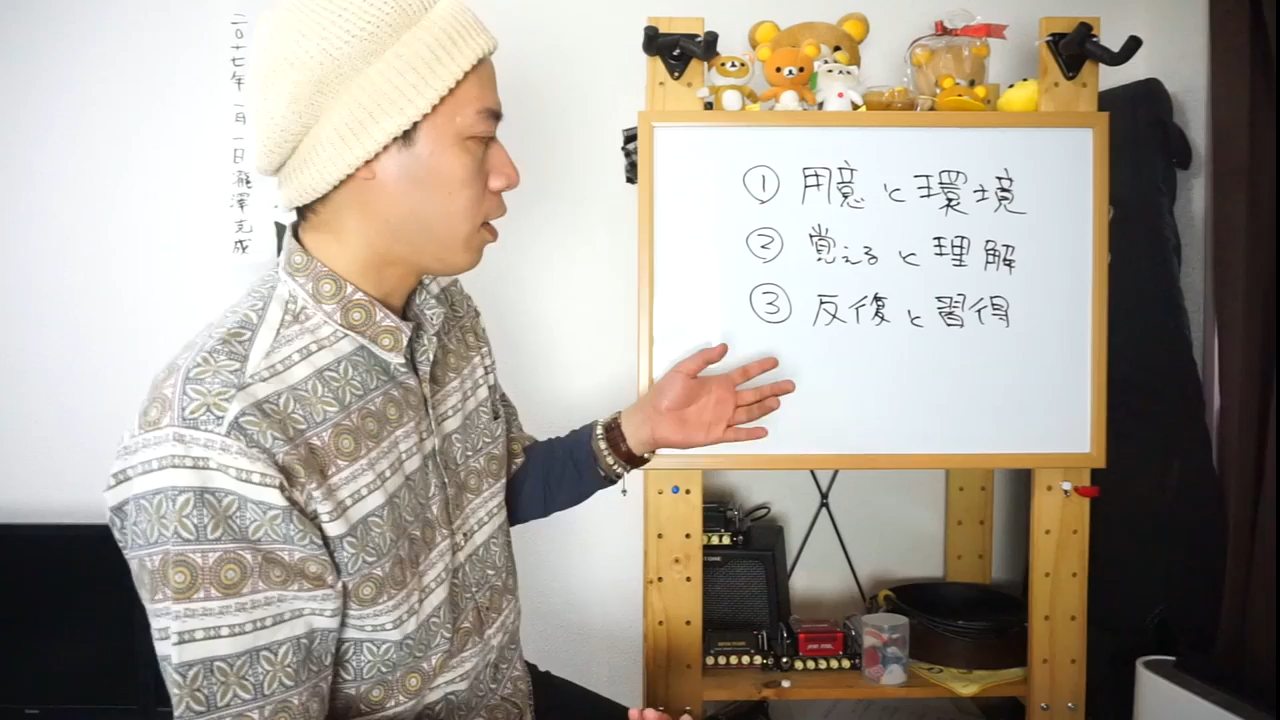 二〇十七年 一月一日 瀧澤克成
① 用意と環境
② 覚えると理解
③ 反復と習得